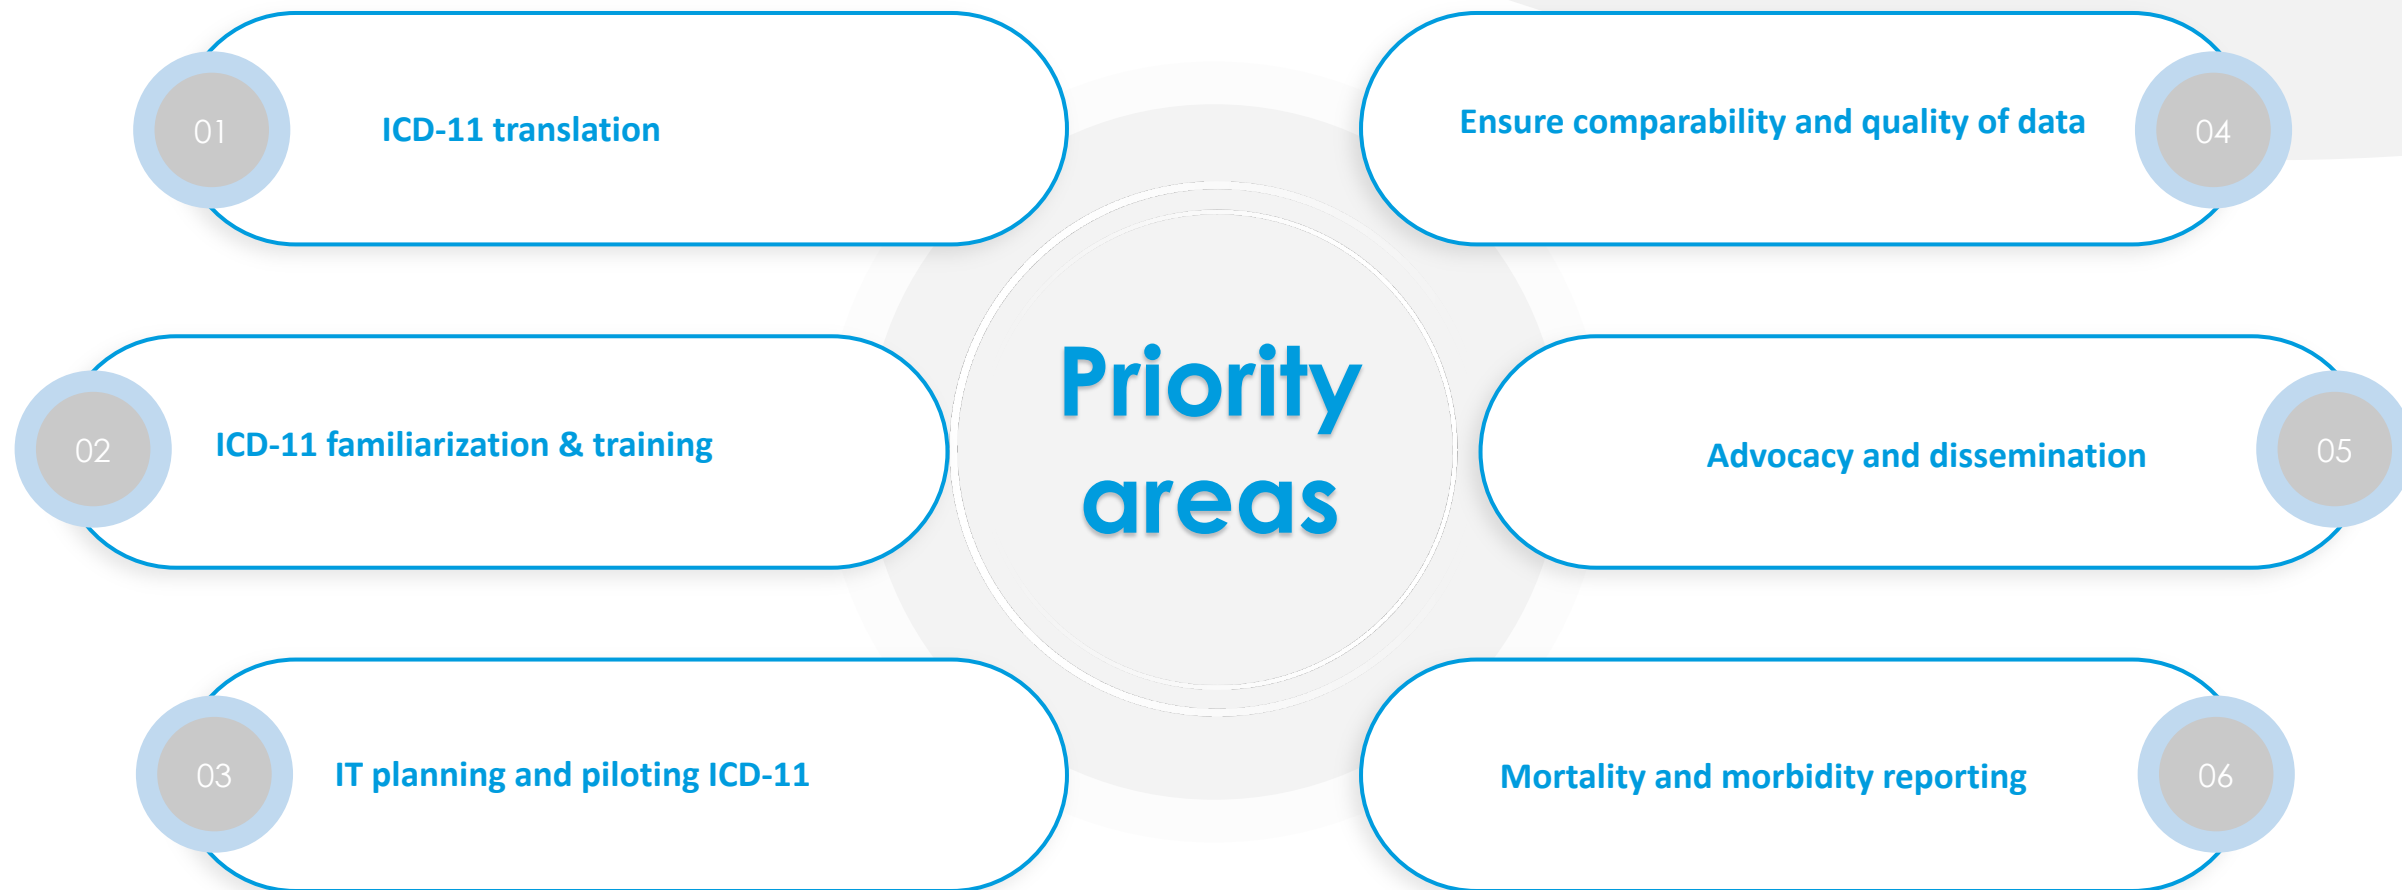 01
ICD-11 translation
02
ICD-11 familiarization & training
03
IT planning and piloting ICD-11
Priority
areas
Ensure comparability and quality of data
04
Advocacy and dissemination
05
Mortality and morbidity reporting
06